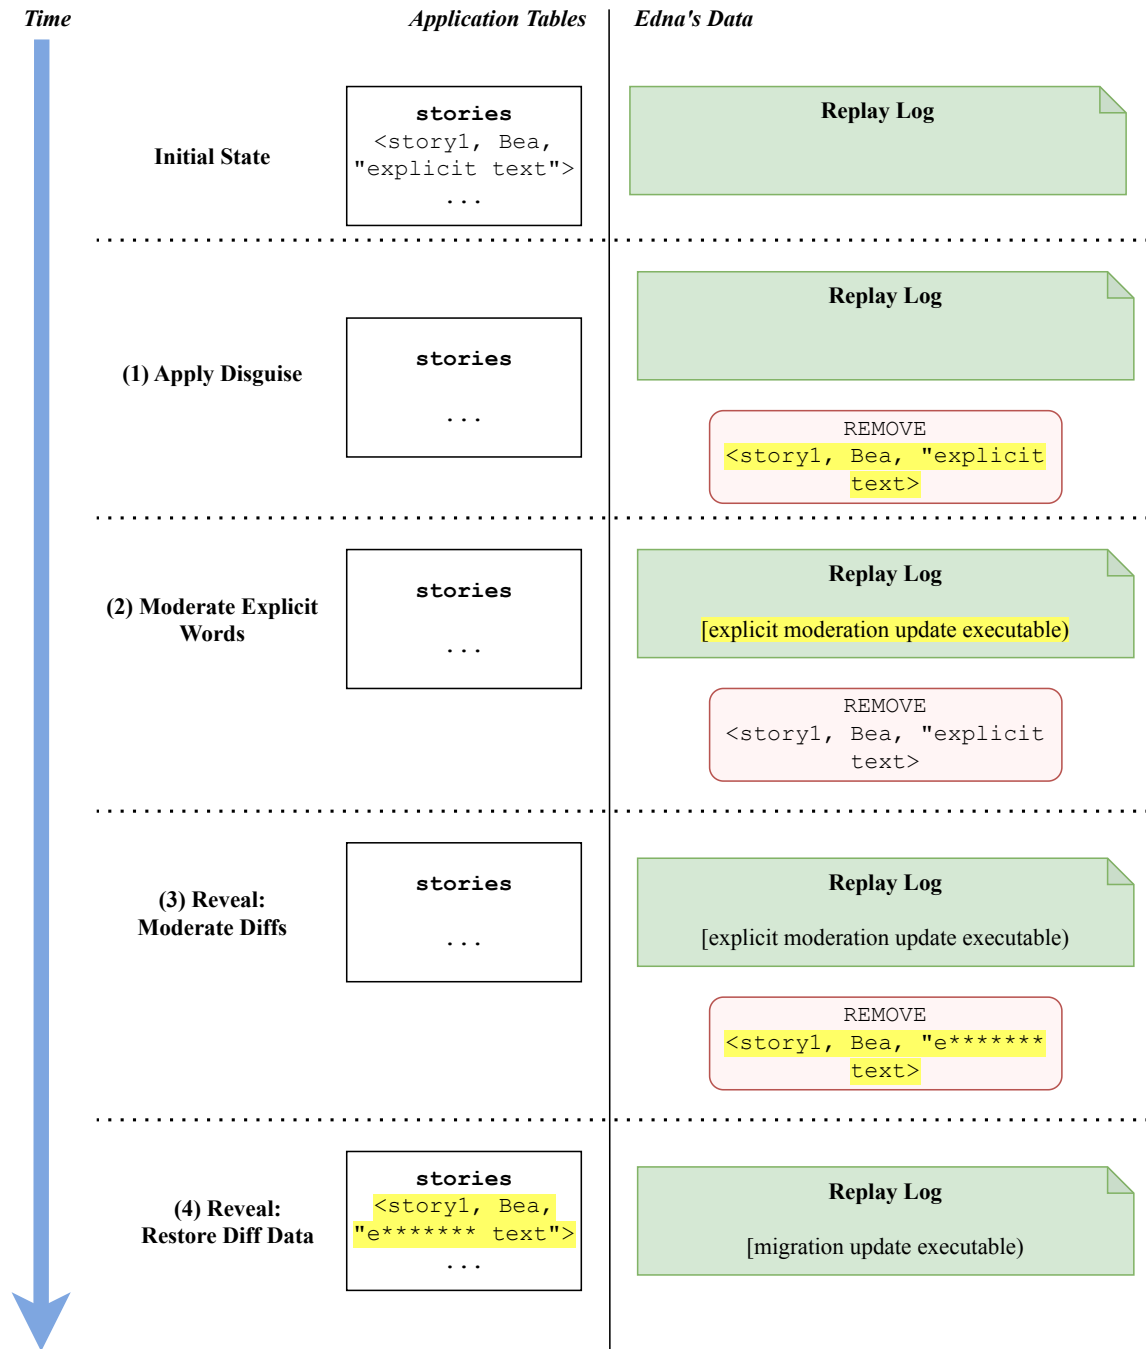 Time
Application Tables
Edna's Data
Initial State
stories
<story1, Bea,
"explicit text">
...
Replay Log
(1) Apply Disguise
stories
...
Replay Log
REMOVE
<story1, Bea, "explicit
text>
(2) Moderate Explicit
Words
stories
...
Replay Log
[explicit moderation update executable)
REMOVE
<story1, Bea, "explicit
text>
(3) Reveal:
Moderate Diffs
stories
...
Replay Log
[explicit moderation update executable)
REMOVE
<story1, Bea, "e*******
text>
(4) Reveal:
Restore Diff Data
stories
<story1, Bea,
"e******* text">
...
Replay Log
[migration update executable)